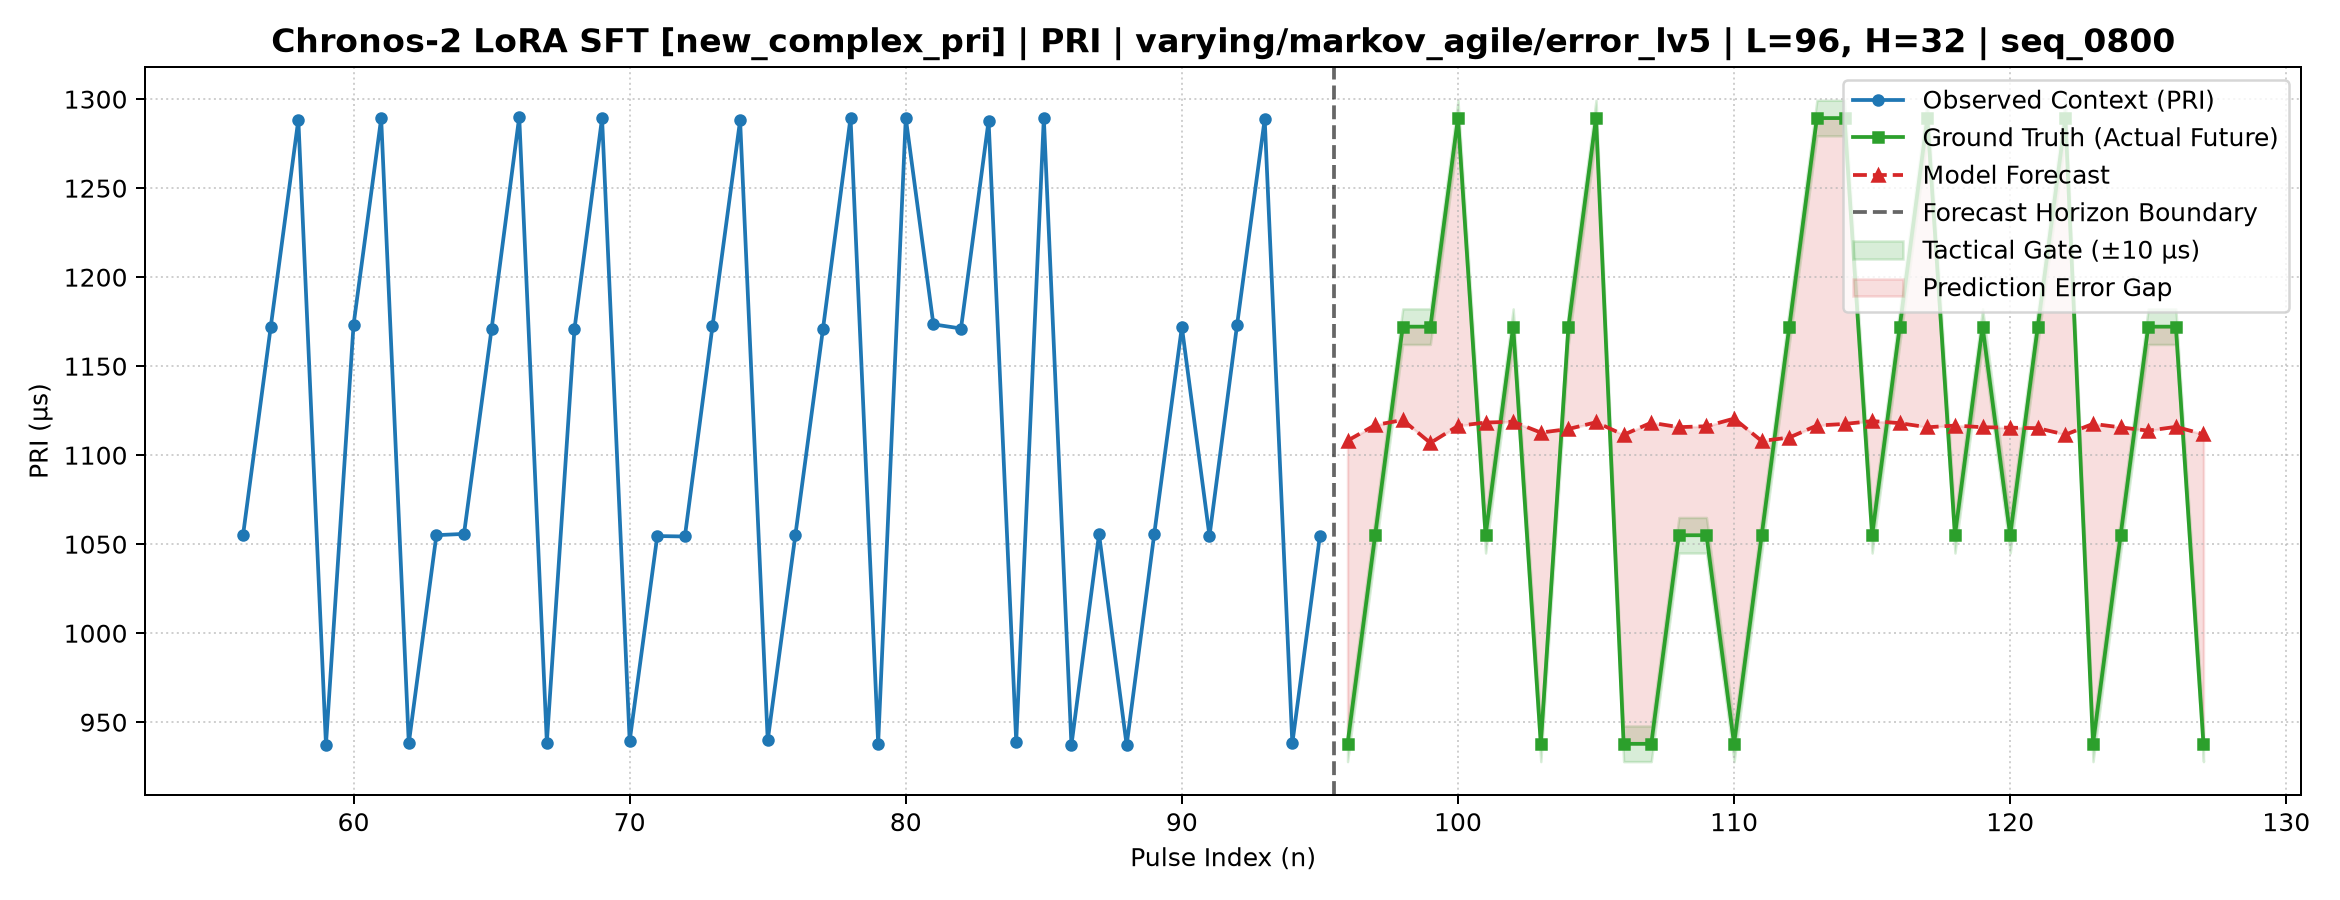 Chronos-2 LoRA SFT [new_complex_pri] | PRI | varying/markov_agile/error_lv5 | L=96, H=32 | seq_0800
Observed Context (PRI)
Ground Truth (Actual Future)
Model Forecast
Forecast Horizon Boundary
Tactical Gate (±10 μs)
Prediction Error Gap
PRI (μs)
1300
1250
1200
1150
1100
1050
1000
950
60
70
80
90
100
110
120
130
Pulse Index (n)